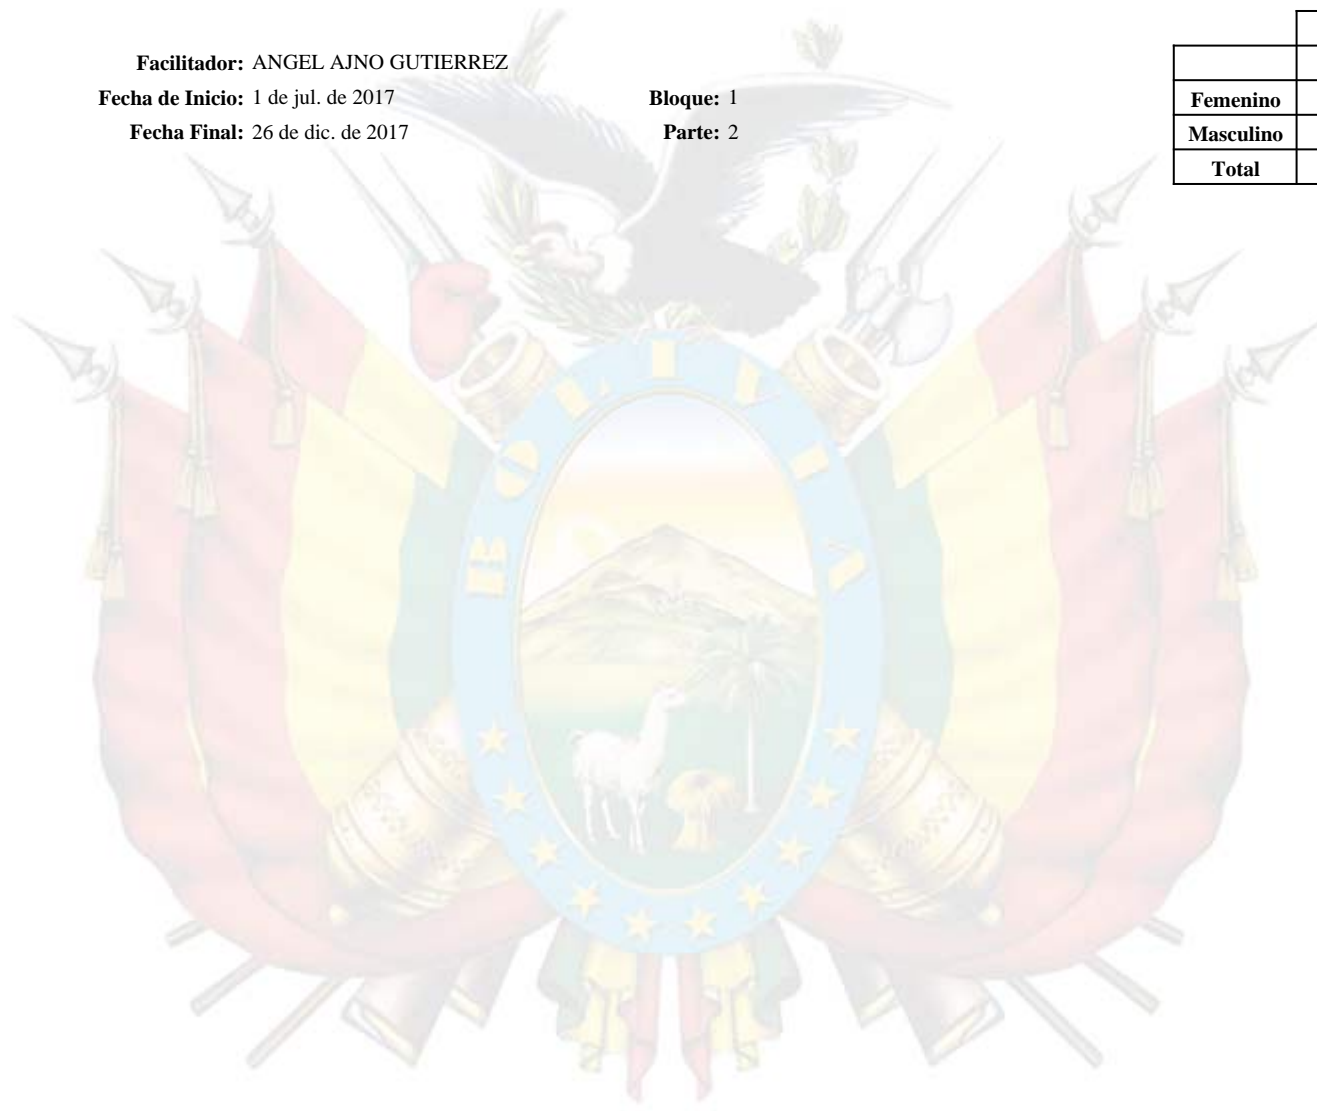 Facilitador: ANGEL AJNO GUTIERREZ
Fecha de Inicio: 1 de jul. de 2017 Bloque: 1
Fecha Final: 26 de dic. de 2017 Parte: 2
Femenino
Masculino
Total
BOLIVIA